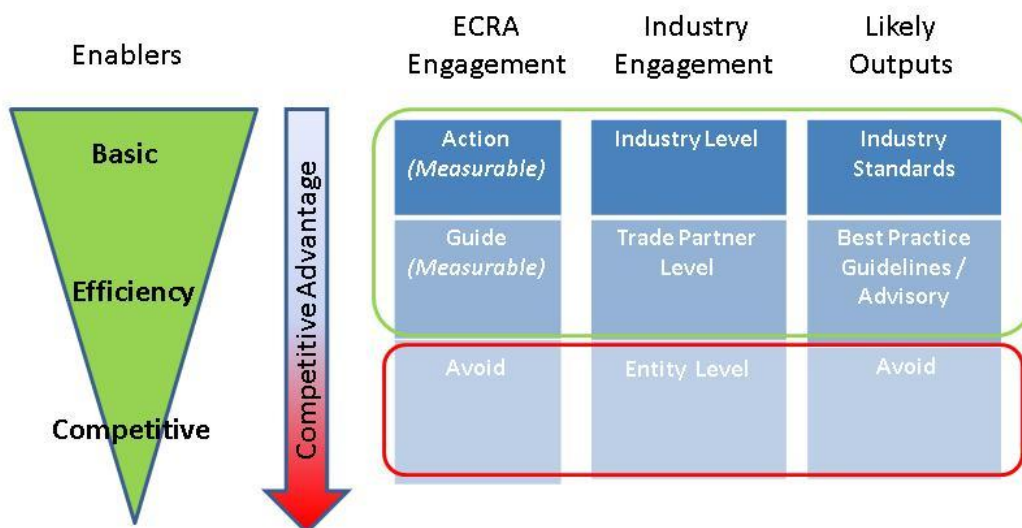 Enablers
ECRA
Engagement
Industry
Engagement
Likely
Outputs
Basic
Efficiency
Competitive
Competitive Advantage
Action
(Measurable)
Industry Level
Industry
Standards
Guide
(Measurable)
Trade Partner
Level
Best Practice
Guidelines /
Advisory
Avoid
Entity Level
Avoid